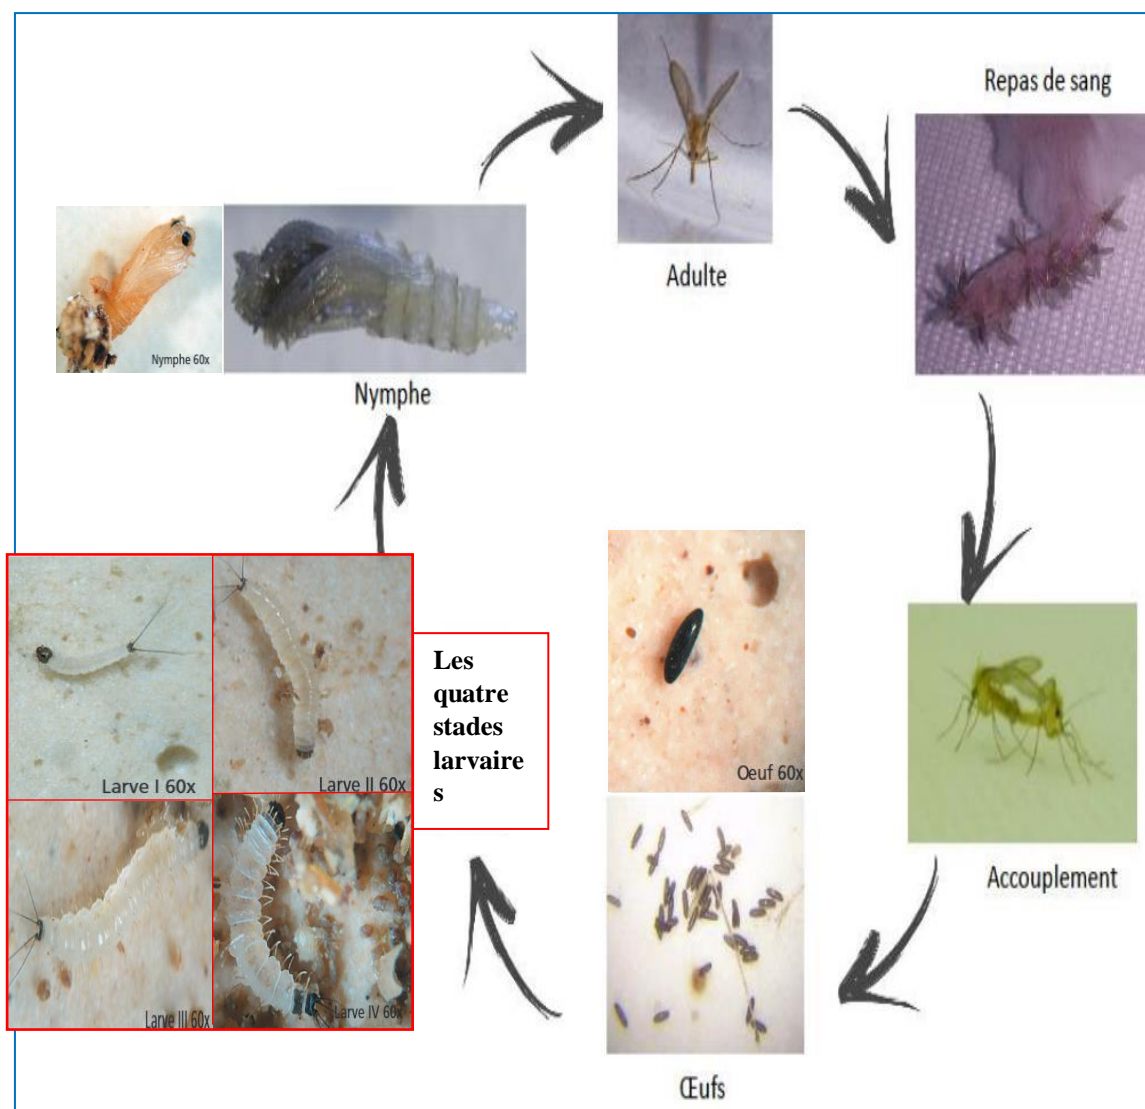 Repas de sang
Adulte
Nymphe 60x
Nymphe
Les
quatre
stades
larvaire
s
Larve I 60x
Larve II 60x
Larve III 60x
Larve IV 60x
Oeuf 60x
Accouplement
Œufs